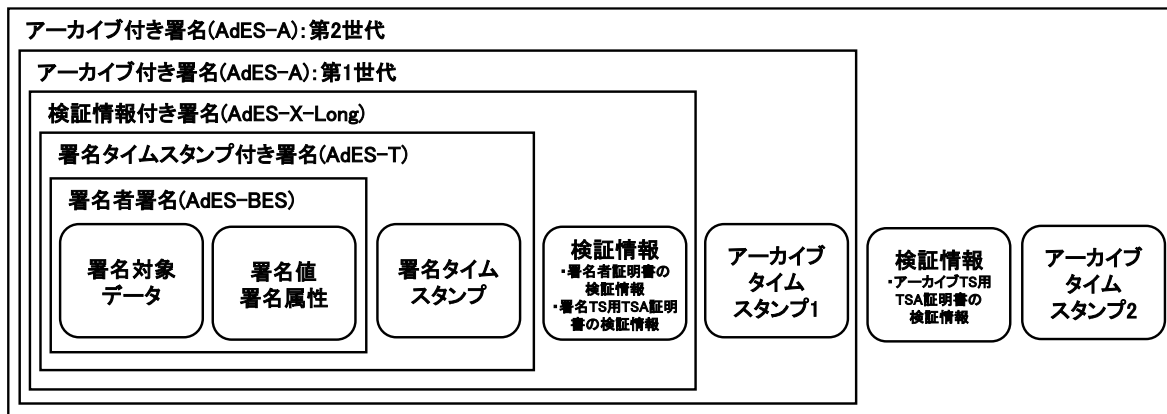 アーカイブ付き署名(AdES-A):第2世代
アーカイブ付き署名(AdES-A):第1世代
検証情報付き署名(AdES-X-Long)
署名タイムスタンプ付き署名(AdES-T)
署名者署名(AdES-BES)
署名対象
データ
署名値
署名属性
署名タイム
スタンプ
検証情報
・署名者証明書の
検証情報
・署名TS用TSA証明
書の検証情報
アーカイブ
タイム
スタンプ1
検証情報
・アーカイブTS用
TSA証明書の
検証情報
アーカイブ
タイム
スタンプ2